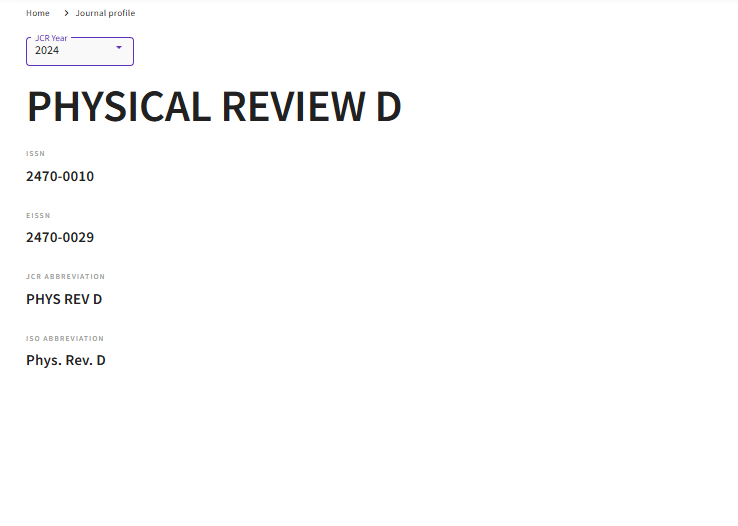 Home > Journal profile
JCR Year
2024
PHYSICAL REVIEW D
ISSN
2470-0010
EISSN
2470-0029
JCR ABBREVIATION
PHYS REV D
ISO ABBREVIATION
Phys. Rev. D